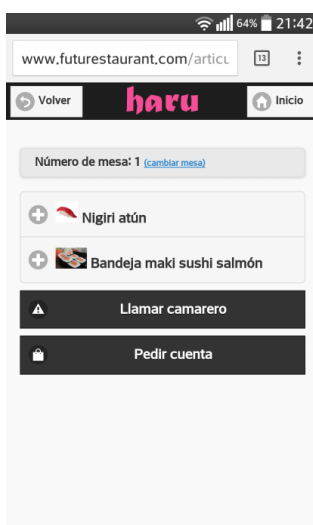 64% 21:42
www.futurestaurant.com/articu 13
Volver haru Inicio
Número de mesa: 1 (cambiar mesa)
Nigiri atún
Bandeja maki sushi salmón
Llamar camarero
Pedir cuenta